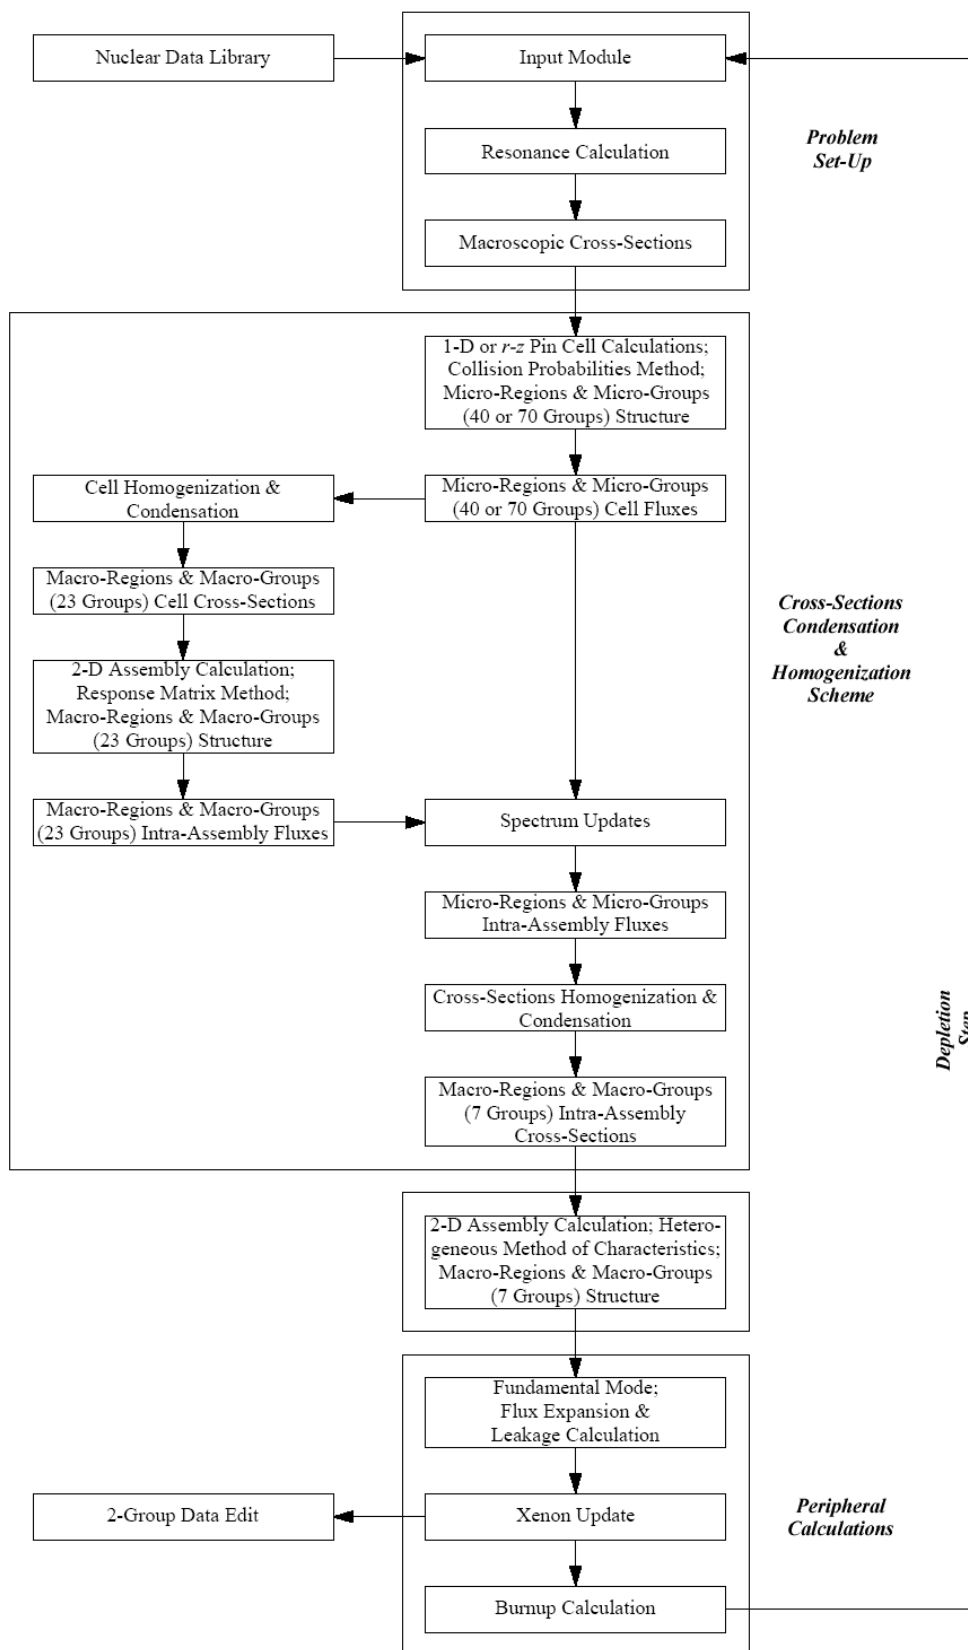 Nuclear Data Library
Input Module
Resonance Calculation
Macroscopic Cross-Sections
Problem
Set-Up
1-D or r-z Pin Cell Calculations;
Collision Probabilities Method;
Micro-Regions & Micro-Groups
(40 or 70 Groups) Structure
Cell Homogenization &
Condensation
Micro-Regions & Micro-Groups
(40 or 70 Groups) Cell Fluxes
Macro-Regions & Macro-Groups
(23 Groups) Cell Cross-Sections
2-D Assembly Calculation;
Response Matrix Method;
Macro-Regions & Macro-Groups
(23 Groups) Structure
Macro-Regions & Macro-Groups
(23 Groups) Intra-Assembly Fluxes
Spectrum Updates
Micro-Regions & Micro-Groups
Intra-Assembly Fluxes
Cross-Sections Homogenization &
Condensation
Macro-Regions & Macro-Groups
(7 Groups) Intra-Assembly
Cross-Sections
Cross-Sections
Condensation
&
Homogenization
Scheme
Depletion
Step
2-D Assembly Calculation; Hetero-
geneous Method of Characteristics;
Macro-Regions & Macro-Groups
(7 Groups) Structure
Fundamental Mode;
Flux Expansion &
Leakage Calculation
2-Group Data Edit
Xenon Update
Burnup Calculation
Peripheral
Calculations